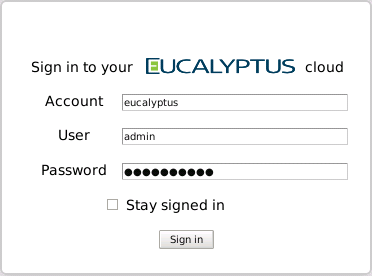 Sign in to your EUCALYPTUS cloud
Account eucalyptus
User admin
Password ●●●●●●●●●●
Stay signed in
Sign in